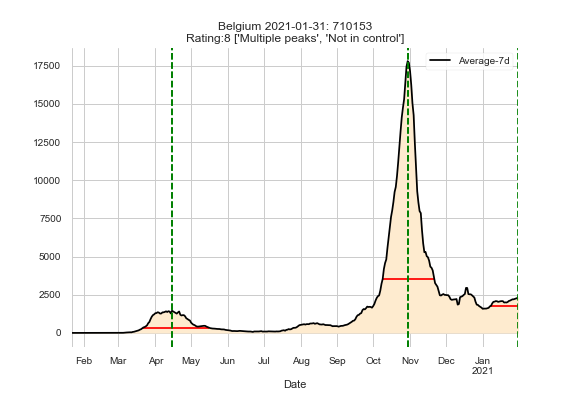 Belgium 2021-01-31: 710153
Rating:8 ['Multiple peaks', 'Not in control']
Average-7d
17500
15000
12500
10000
7500
5000
2500
0
Feb Mar Apr May Jun Jul Aug Sep Oct Nov Dec Jan
2021
Date